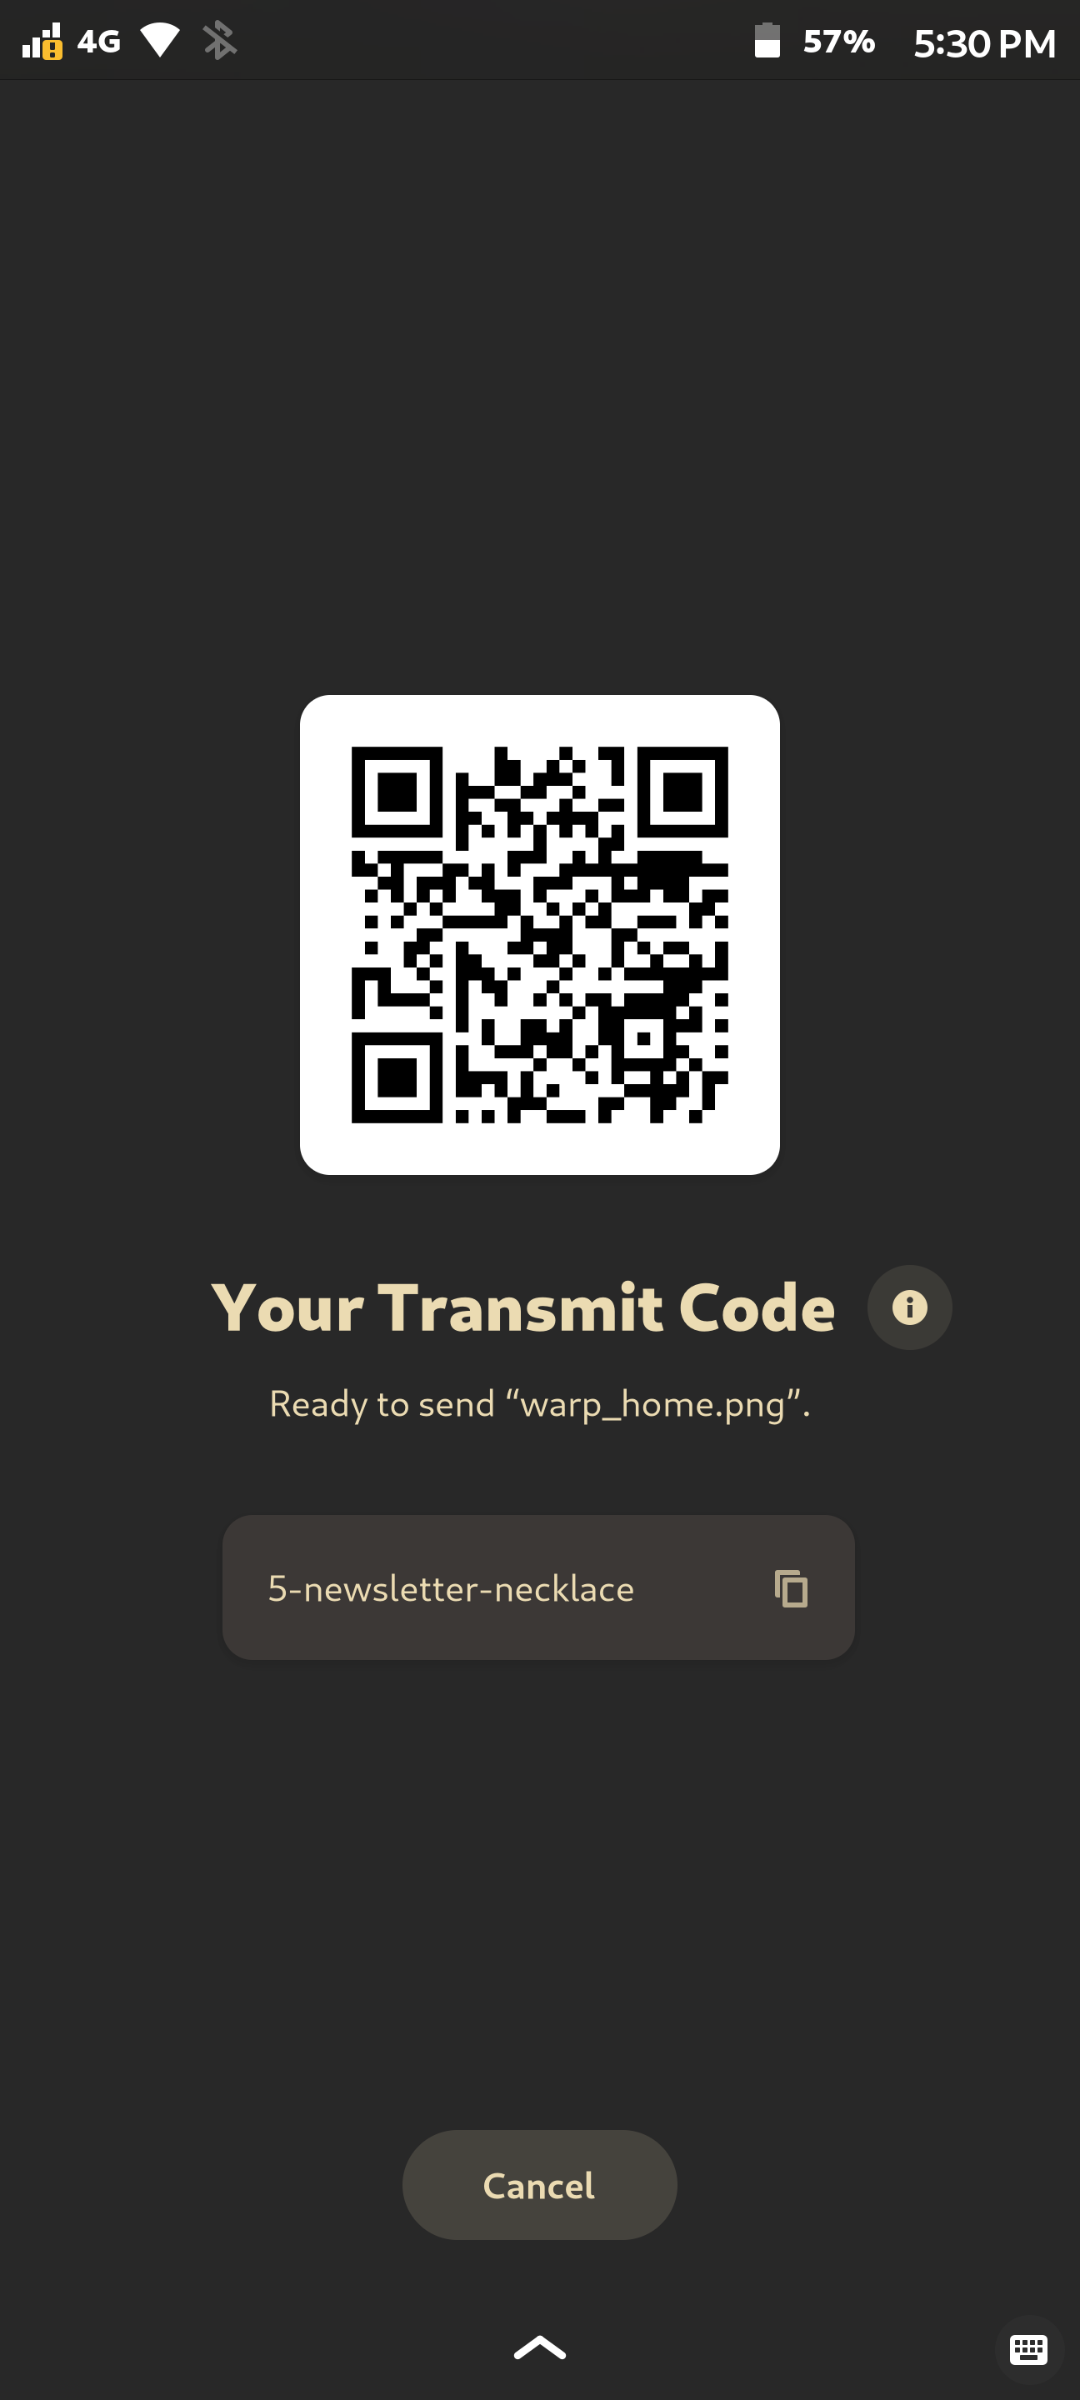 4G 57% 5:30 PM
Your Transmit Code
Ready to send “warp_home.png”.
5-newsletter-necklace
Cancel